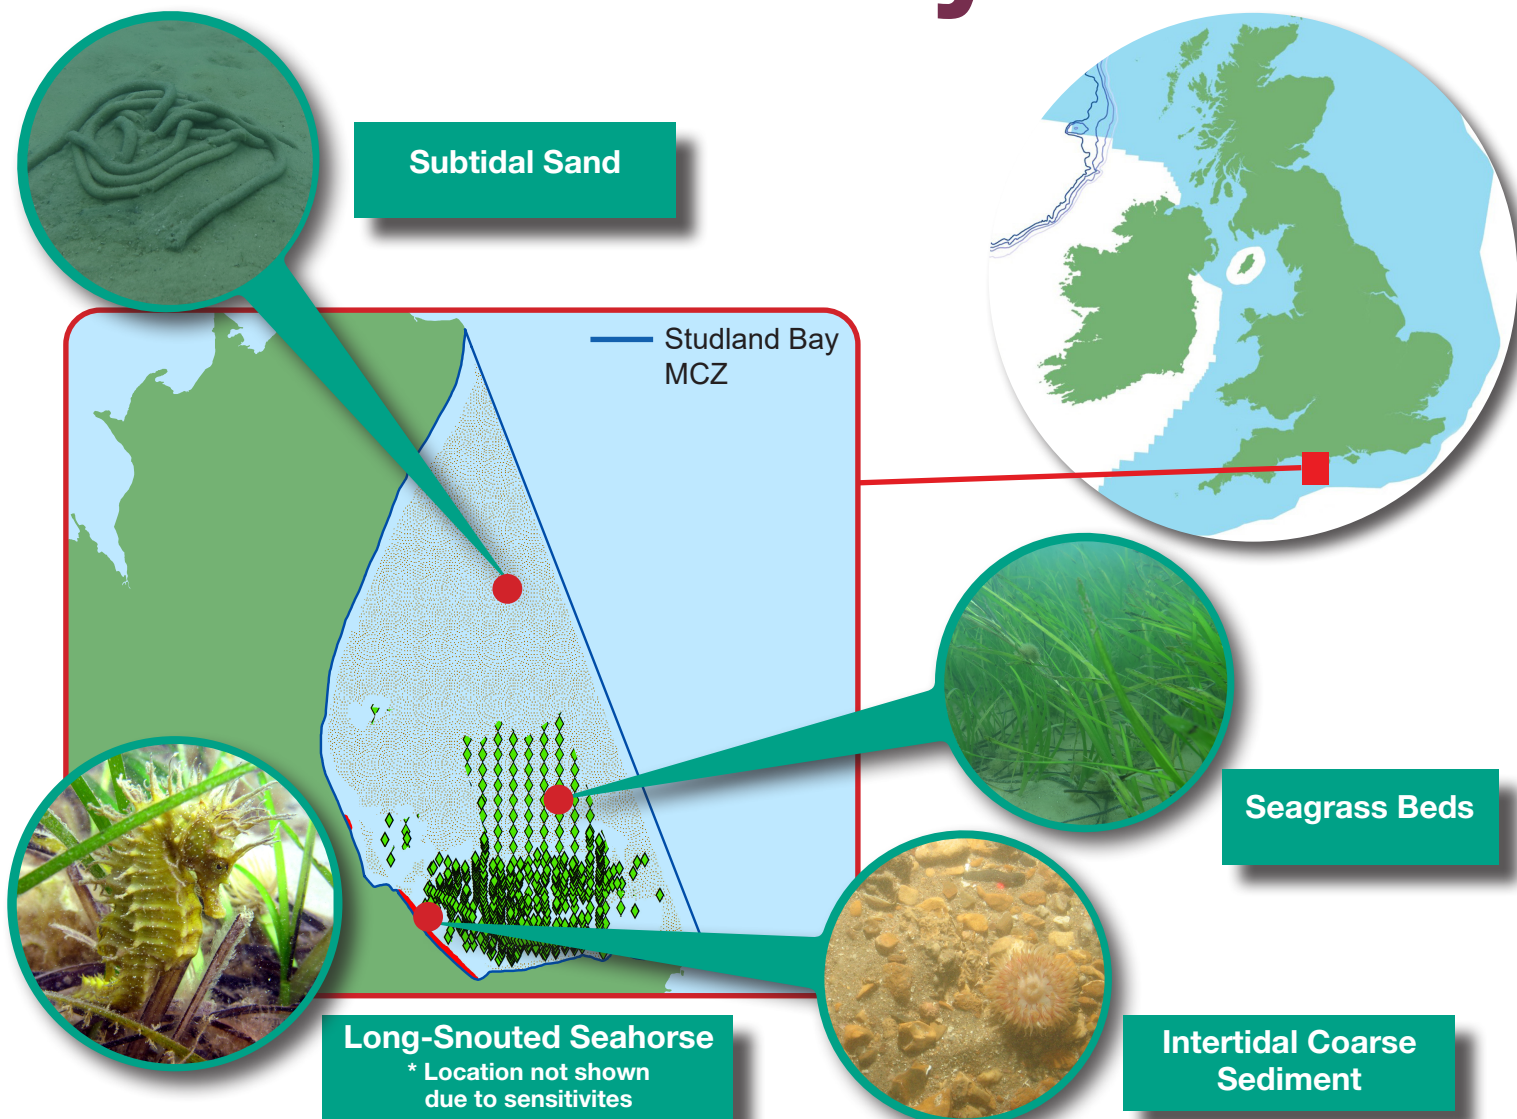 Subtidal Sand
Studland Bay
MCZ
Seagrass Beds
Long-Snouted Seahorse
* Location not shown
due to sensitivites
Intertidal Coarse
Sediment